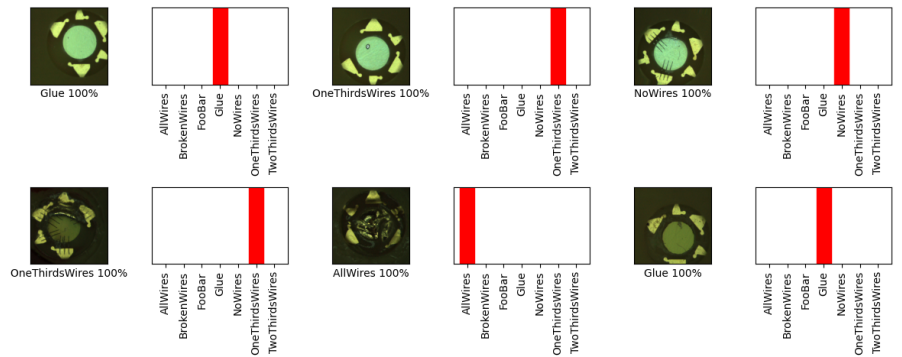 Glue 100%
AllWires
BrokenWires
FooBar
Glue
NoWires
OneThirdsWires
TwoThirdsWires
OneThirdsWires 100%
AllWires
BrokenWires
FooBar
Glue
NoWires
OneThirdsWires
TwoThirdsWires
NoWires 100%
AllWires
BrokenWires
FooBar
Glue
NoWires
OneThirdsWires
TwoThirdsWires
OneThirdsWires 100%
AllWires
BrokenWires
FooBar
Glue
NoWires
OneThirdsWires
TwoThirdsWires
AllWires 100%
AllWires
BrokenWires
FooBar
Glue
NoWires
OneThirdsWires
TwoThirdsWires
Glue 100%
AllWires
BrokenWires
FooBar
Glue
NoWires
OneThirdsWires
TwoThirdsWires